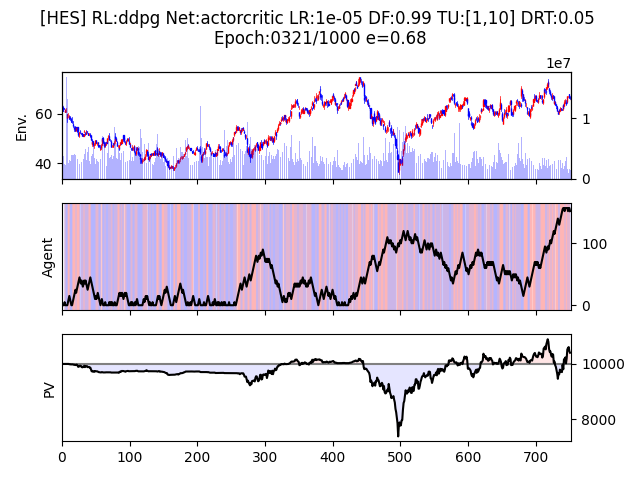 [HES] RL:ddpg Net:actorcritic LR:1e-05 DF:0.99 TU:[1,10] DRT:0.05
Epoch:0321/1000 e=0.68
1e7
Env.
60
40
1
0
Agent
100
0
PV
10000
8000
0 100 200 300 400 500 600 700